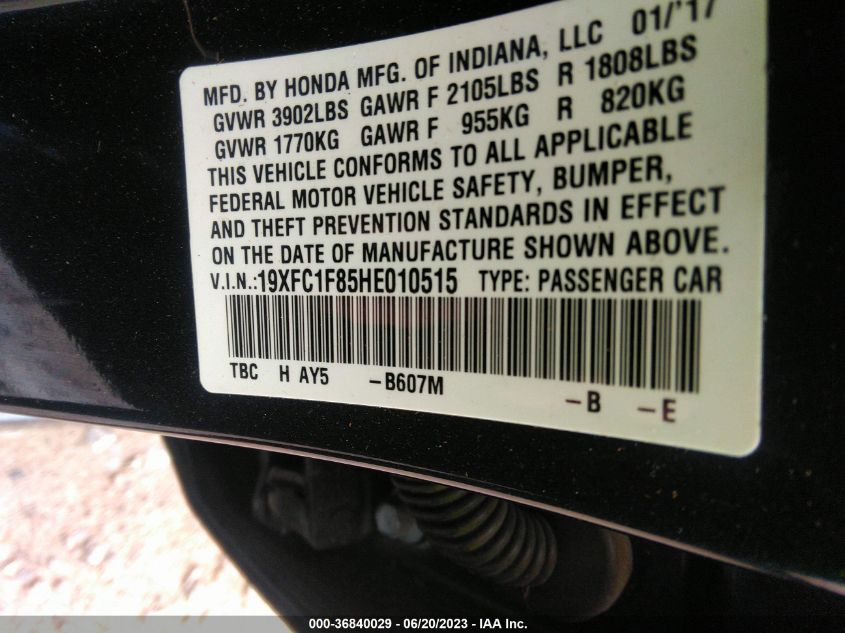 MFD. BY HONDA MFG. OF INDIANA, LLC 01/'17
GVWR 3902LBS GAWR F 2105LBS R 1808LBS
GVWR 1770KG GAWR F 955KG R 820KG
THIS VEHICLE CONFORMS TO ALL APPLICABLE
FEDERAL MOTOR VEHICLE SAFETY, BUMPER,
AND THEFT PREVENTION STANDARDS IN EFFECT
ON THE DATE OF MANUFACTURE SHOWN ABOVE.
V.I.N.:19XFC1F85HE010515 TYPE: PASSENGER CAR
TBC H AY5 -B607M -B -E
000-36840029 - 06/20/2023 - IAA Inc.